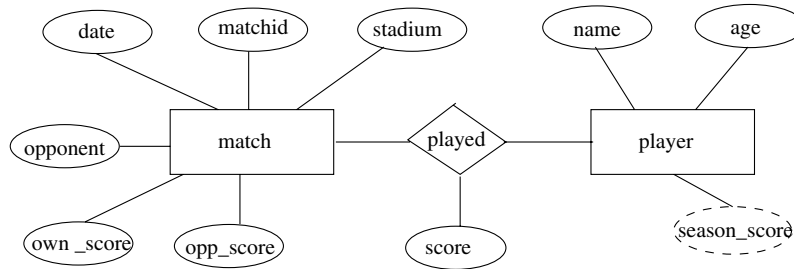 date
matchid
stadium
name
age
opponent
match
played
player
own _score
opp_score
score
season_score